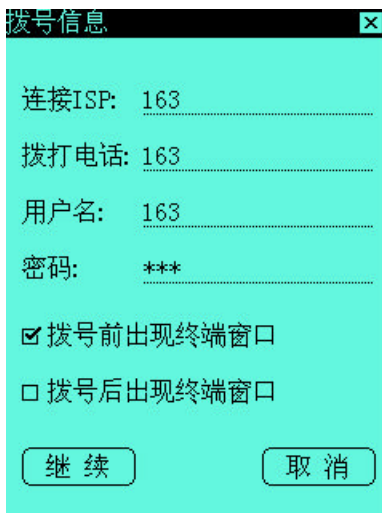 拨号信息
连接ISP: 163
拨打电话: 163
用户名: 163
密码: ***
拨号前出现终端窗口
拨号后出现终端窗口
继续 取消